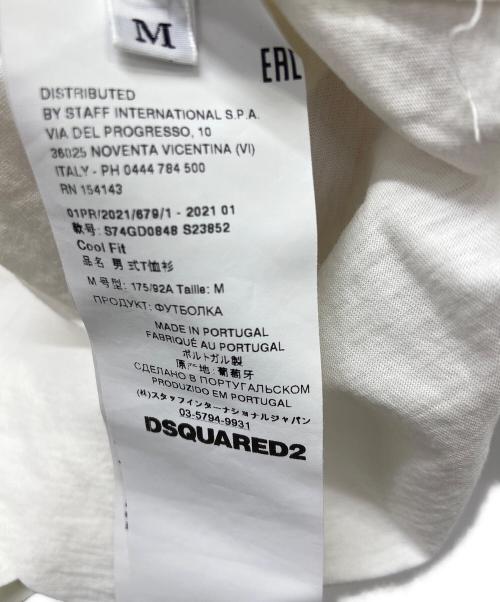 M
EAC
DISTRIBUTED
BY STAFF INTERNATIONAL S.P.A.
VIA DEL PROGRESSO, 10
36025 NOVENTA VICENTINA (VI)
ITALY - PH 0444 784 500
RN 154143
01PR/2021/679/1 - 2021 01
款号: S74GD0848 S23852
Cool Fit
品名 男式T恤衫
M 号型: 175/92A Taille: M
ПРОДУКТ: ФУТБОЛКА
MADE IN PORTUGAL
FABRIQUÉ AU PORTUGAL
ポルトガル製
原产地: 葡萄牙
СДЕЛАНО В ПОРТУГАЛЬСКОМ
PRODUZIDO EM PORTUGAL
(株)スタッフインターナショナルジャパン
03-5794-9931
DSQUARED2